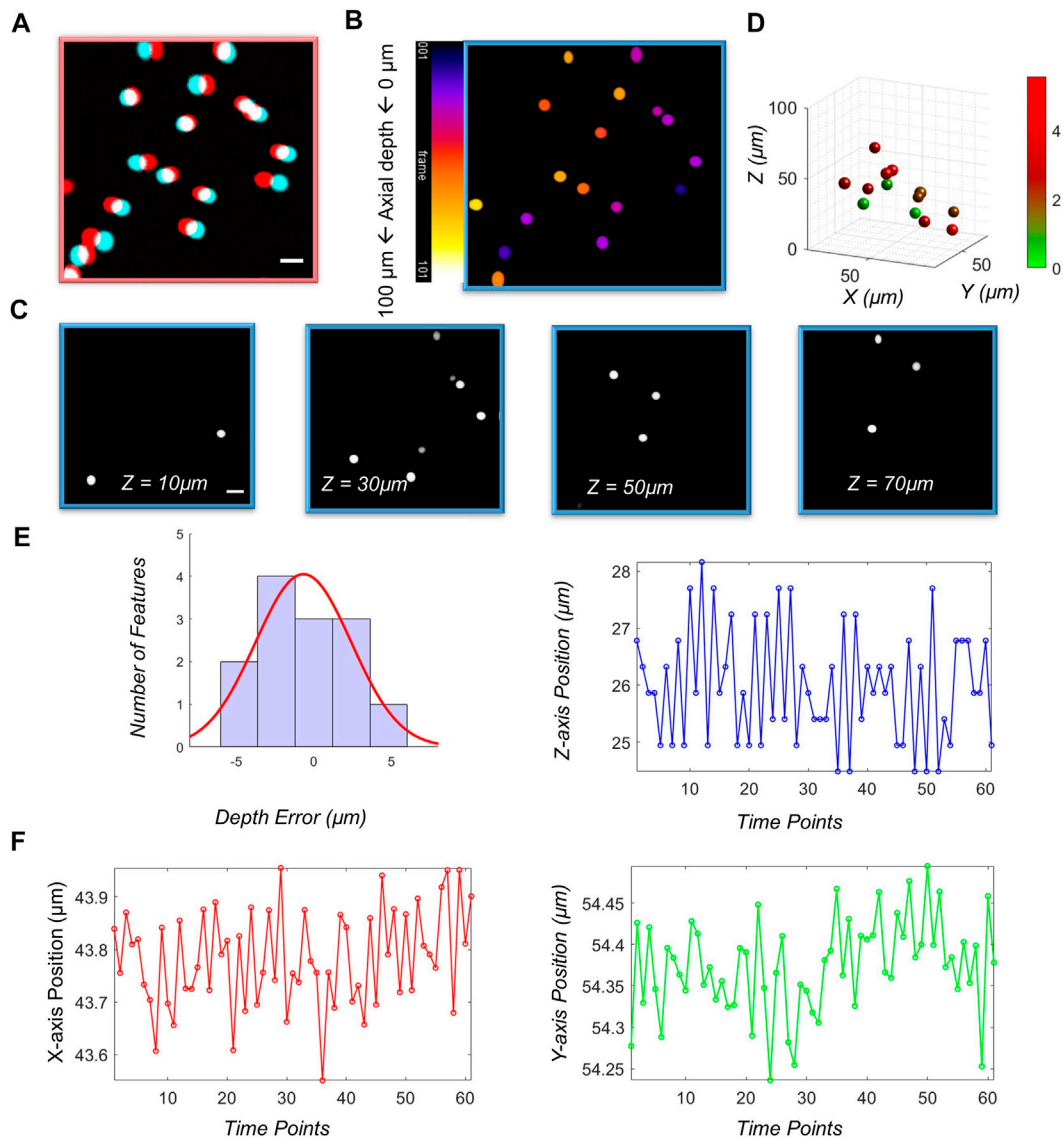 A
B
D
100 µm ← Axial depth ← 0 µm
001
frame
101
100
50
0
Z (µm)
50
X (µm)
50
Y (µm)
4
2
0
C
Z = 10µm
Z = 30µm
Z = 50µm
Z = 70µm
E
5
4
3
2
1
0
Number of Features
-5
0
5
Depth Error (µm)
28
27
26
25
Z-axis Position (µm)
10
20
30
40
50
60
Time Points
F
43.9
43.8
43.7
43.6
X-axis Position (µm)
10
20
30
40
50
60
Time Points
54.45
54.4
54.35
54.3
54.25
Y-axis Position (µm)
10
20
30
40
50
60
Time Points